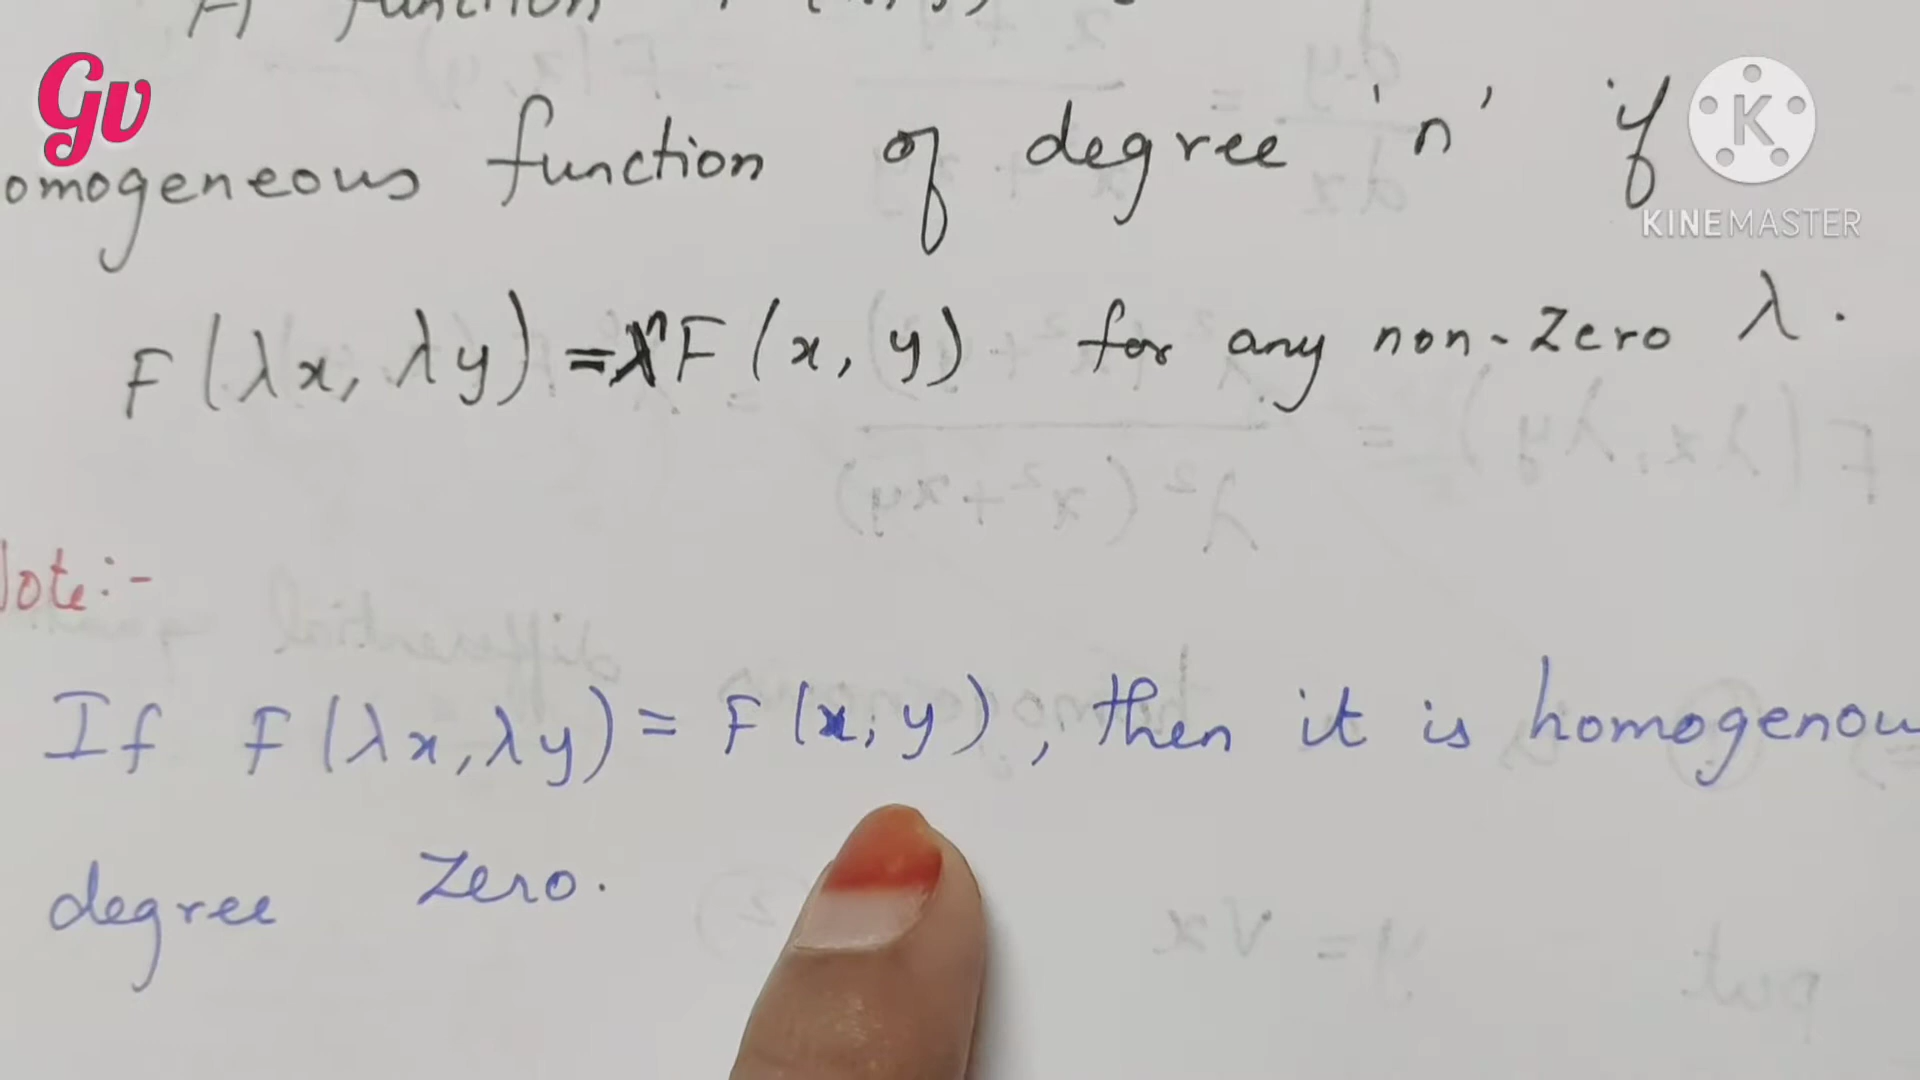 A function F(x, y)
Gv
omogeneous function of degree 'n' if
KINEMASTER
F(λx, λy) = λⁿF(x, y) for any non-zero λ.
Note:-
If F(λx, λy) = F(x, y), then it is homogenou
degree zero.